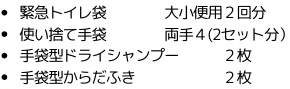 • 緊急トイレ袋 大小便用２回分
• 使い捨て手袋 両手４(2セット分)
• 手袋型ドライシャンプー ２枚
• 手袋型からだふき ２枚